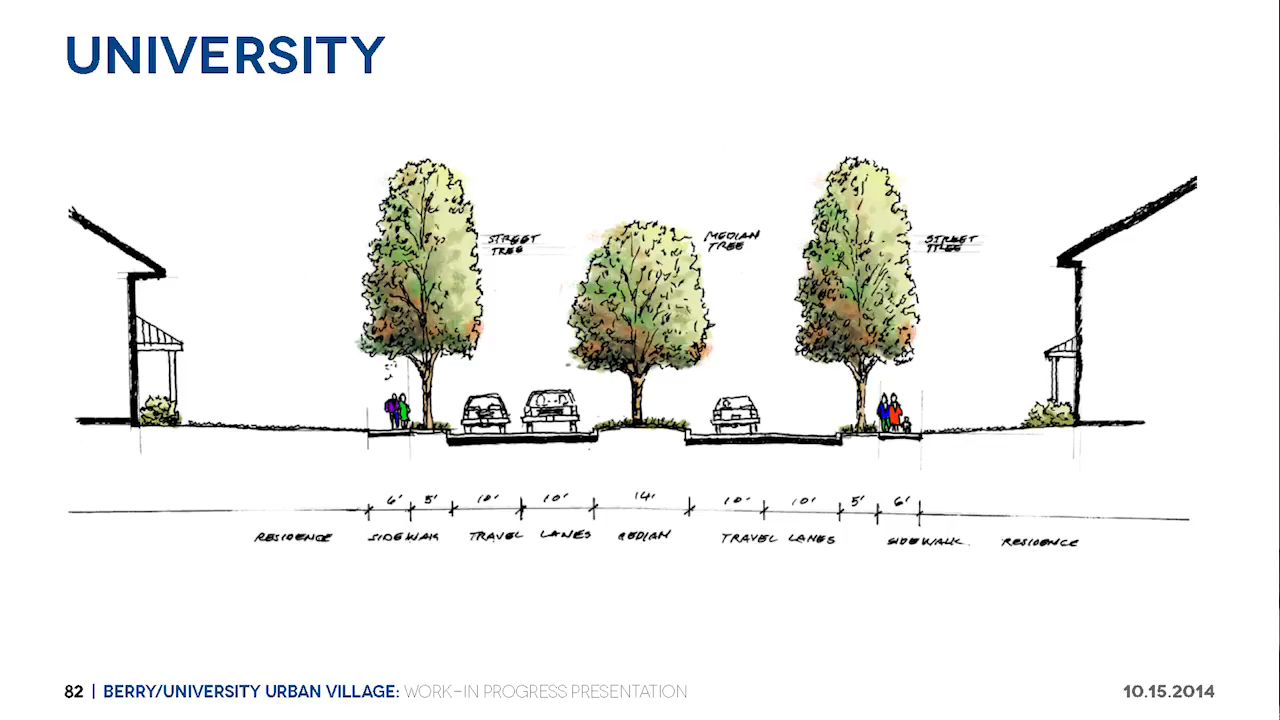 UNIVERSITY
STREET
TREE
MEDIAN
TREE
STREET
TREE
6' 5' 10' 10' 14' 10' 10' 5' 6'
RESIDENCE SIDEWALK TRAVEL LANES MEDIAN TRAVEL LANES SIDEWALK RESIDENCE
82 | BERRY/UNIVERSITY URBAN VILLAGE: WORK-IN PROGRESS PRESENTATION
10.15.2014